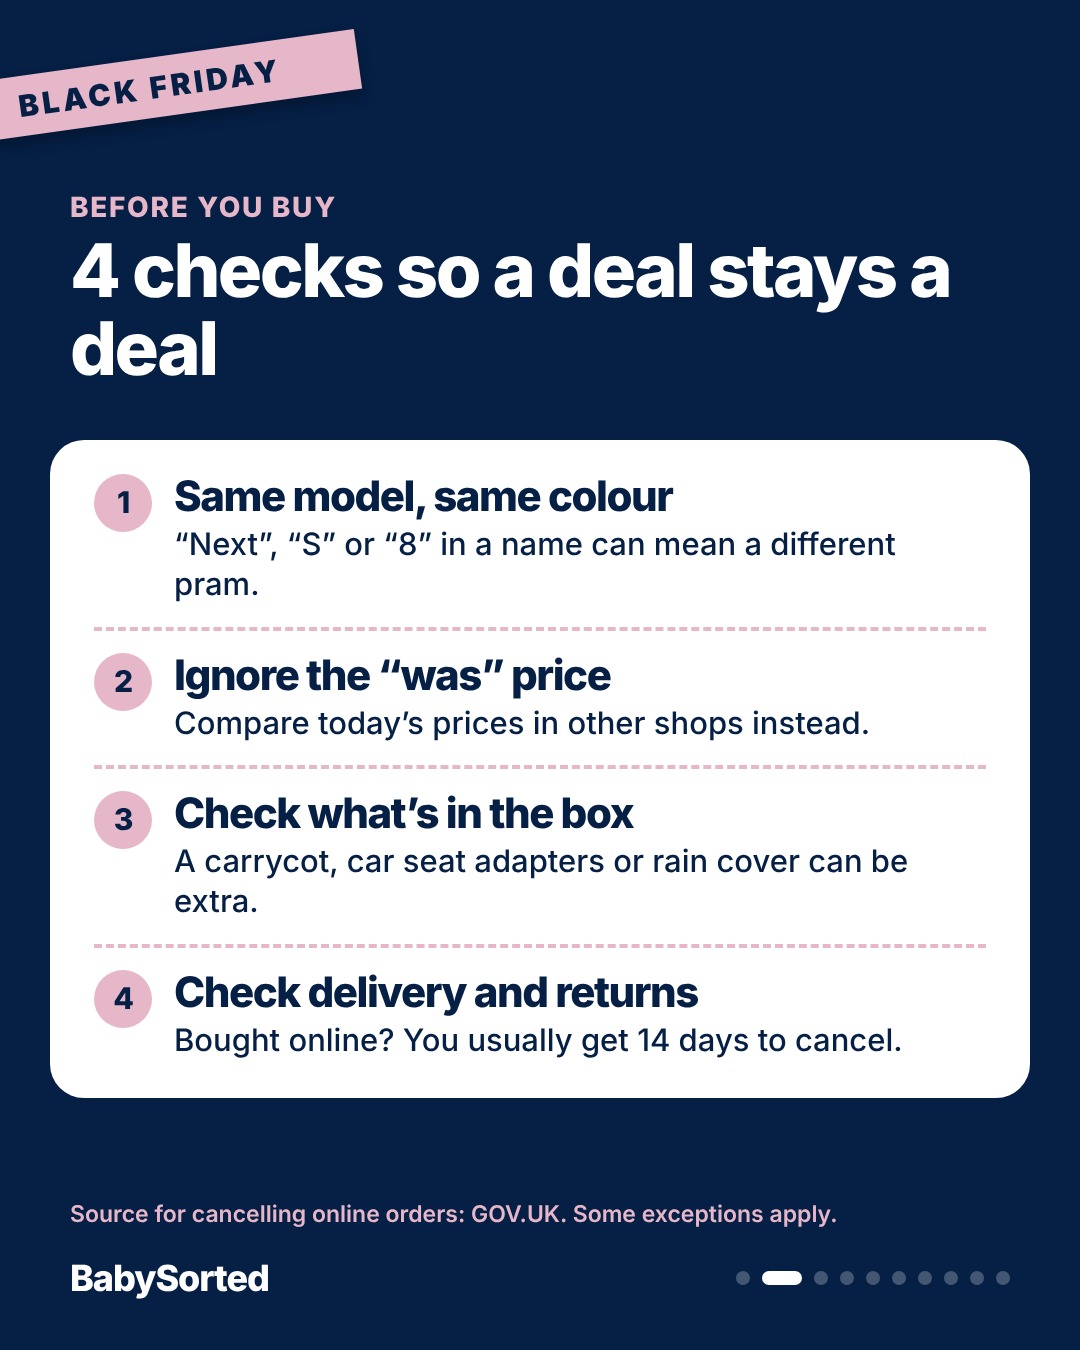 BLACK FRIDAY
BEFORE YOU BUY
4 checks so a deal stays a
deal
1
Same model, same colour
“Next”, “S” or “8” in a name can mean a different
pram.
2
Ignore the “was” price
Compare today’s prices in other shops instead.
3
Check what’s in the box
A carrycot, car seat adapters or rain cover can be
extra.
4
Check delivery and returns
Bought online? You usually get 14 days to cancel.
Source for cancelling online orders: GOV.UK. Some exceptions apply.
BabySorted